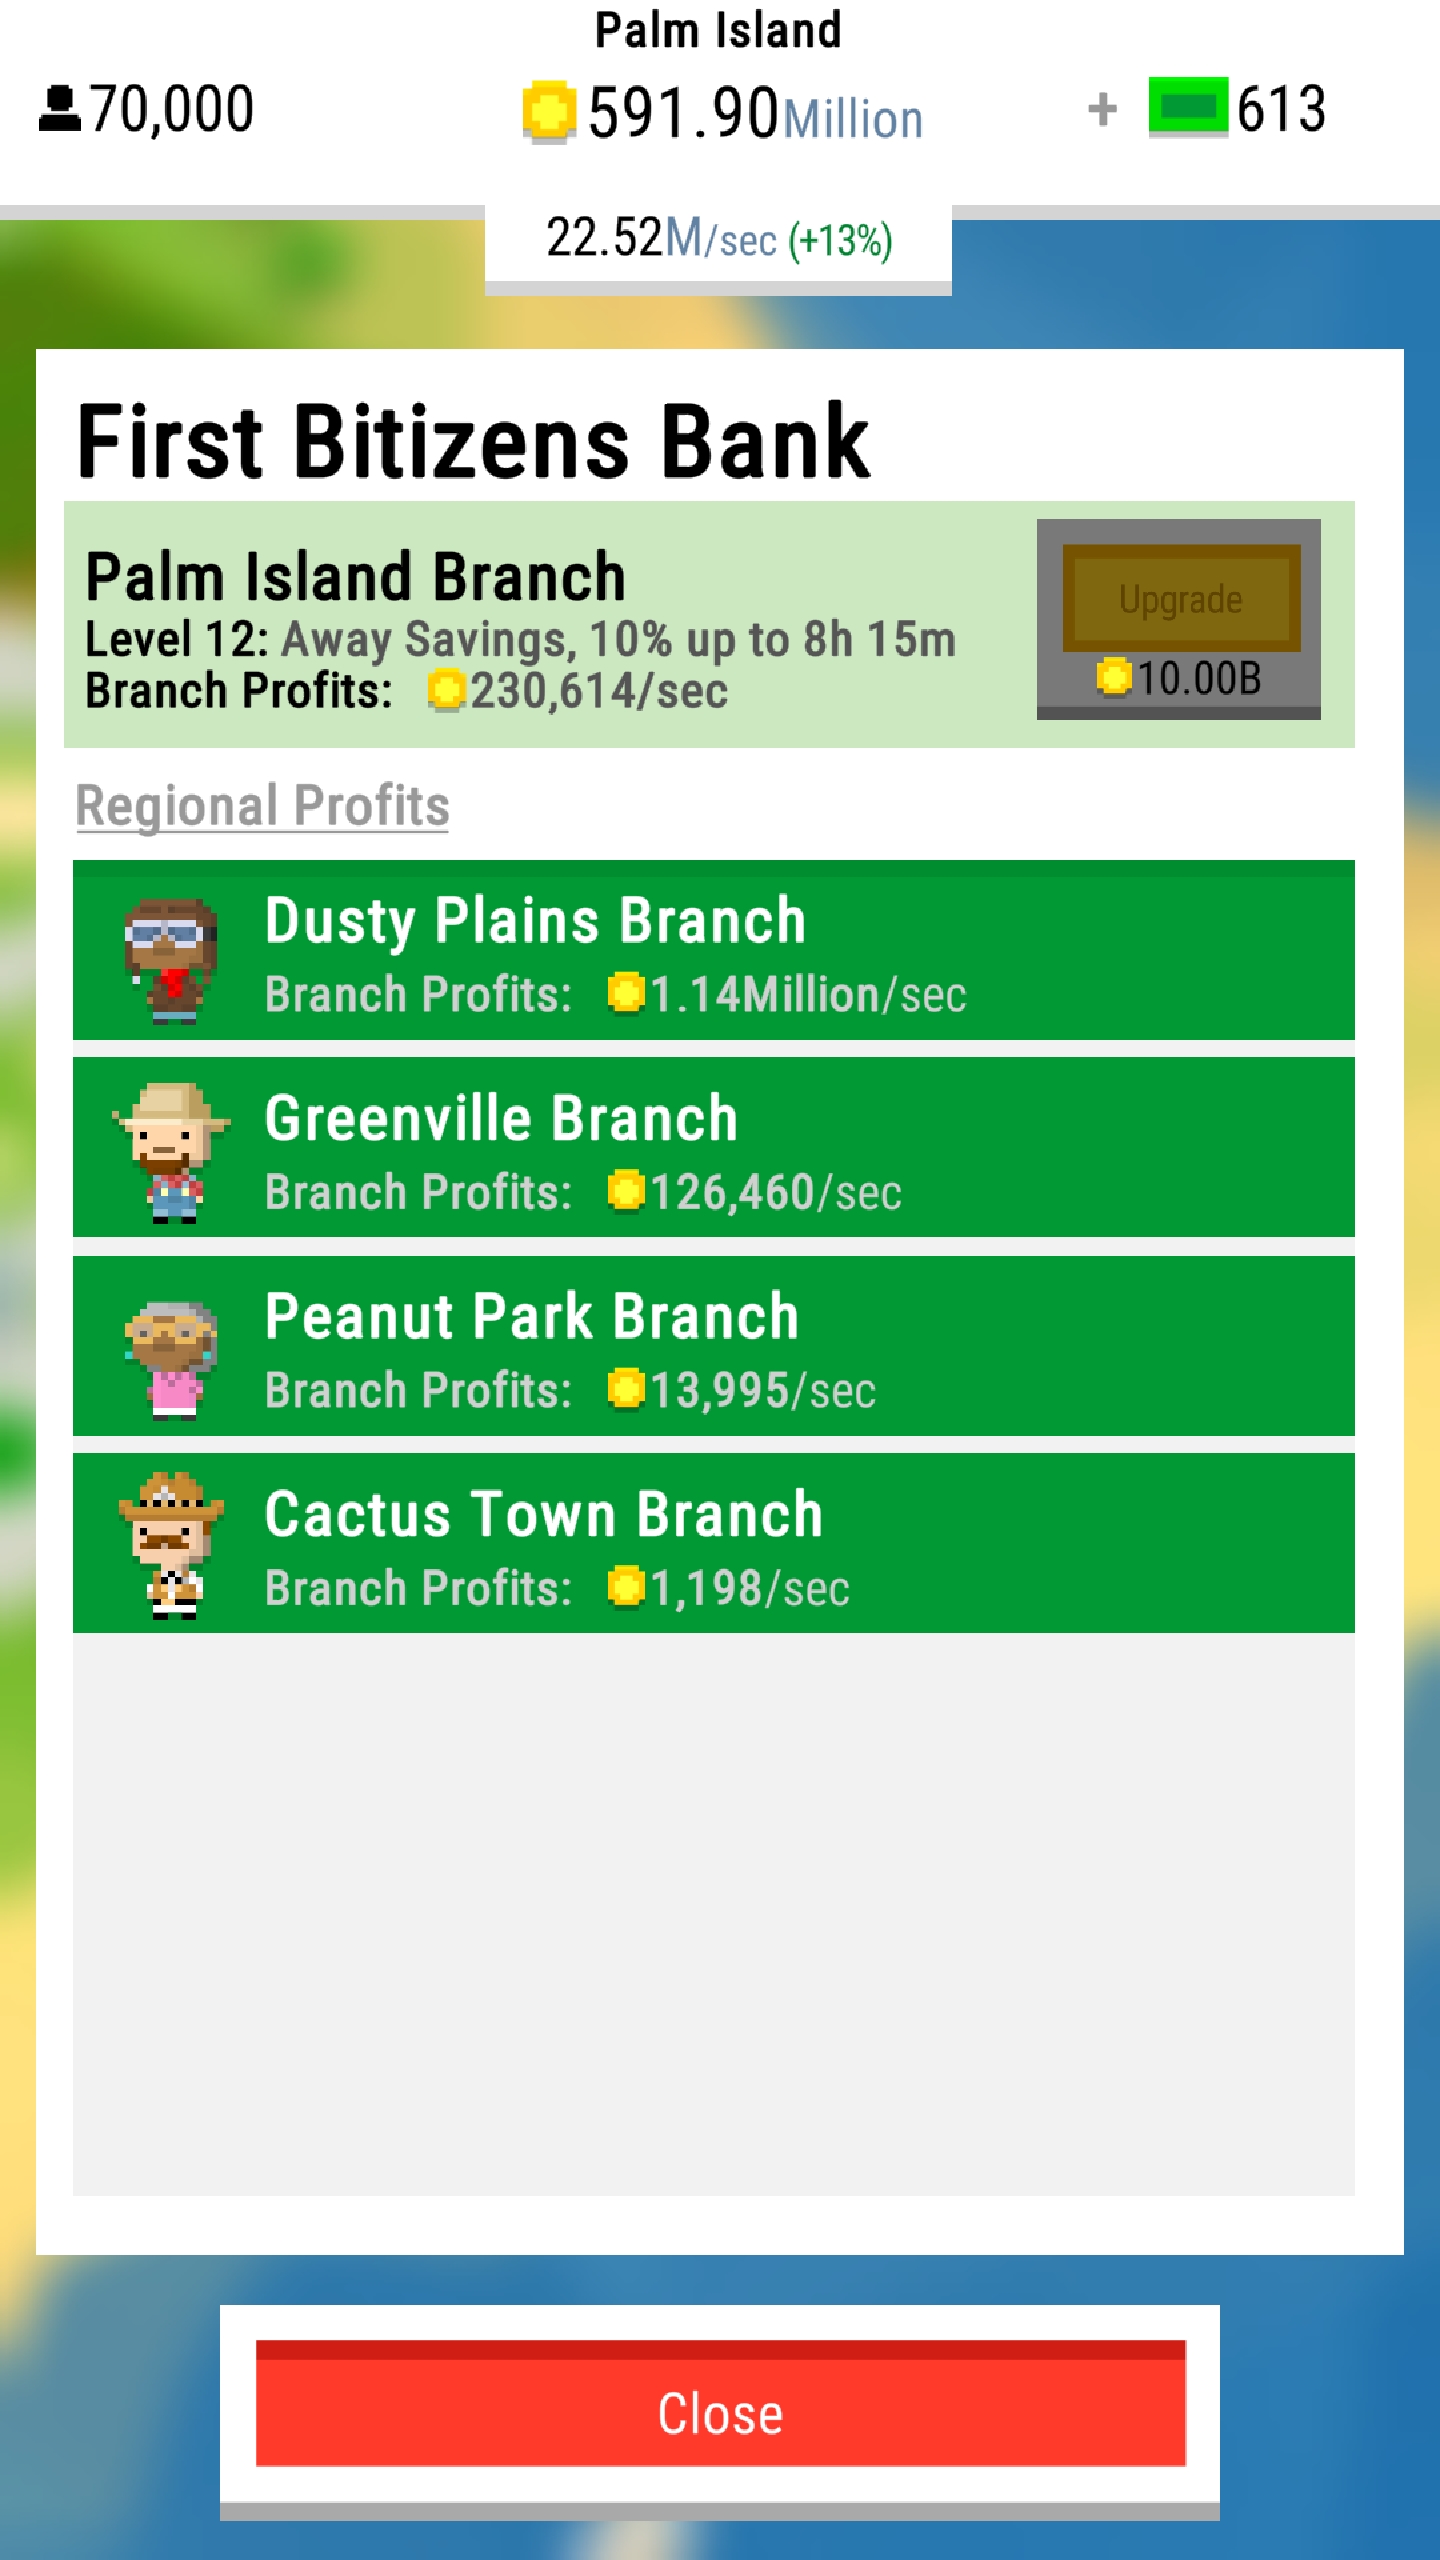 Palm Island
70,000
591.90Million
+ 613
22.52M/sec (+13%)
First Bitizens Bank
Palm Island Branch
Level 12: Away Savings, 10% up to 8h 15m
Branch Profits: 230,614/sec
Upgrade
10.00B
Regional Profits
Dusty Plains Branch
Branch Profits: 1.14Million/sec
Greenville Branch
Branch Profits: 126,460/sec
Peanut Park Branch
Branch Profits: 13,995/sec
Cactus Town Branch
Branch Profits: 1,198/sec
Close